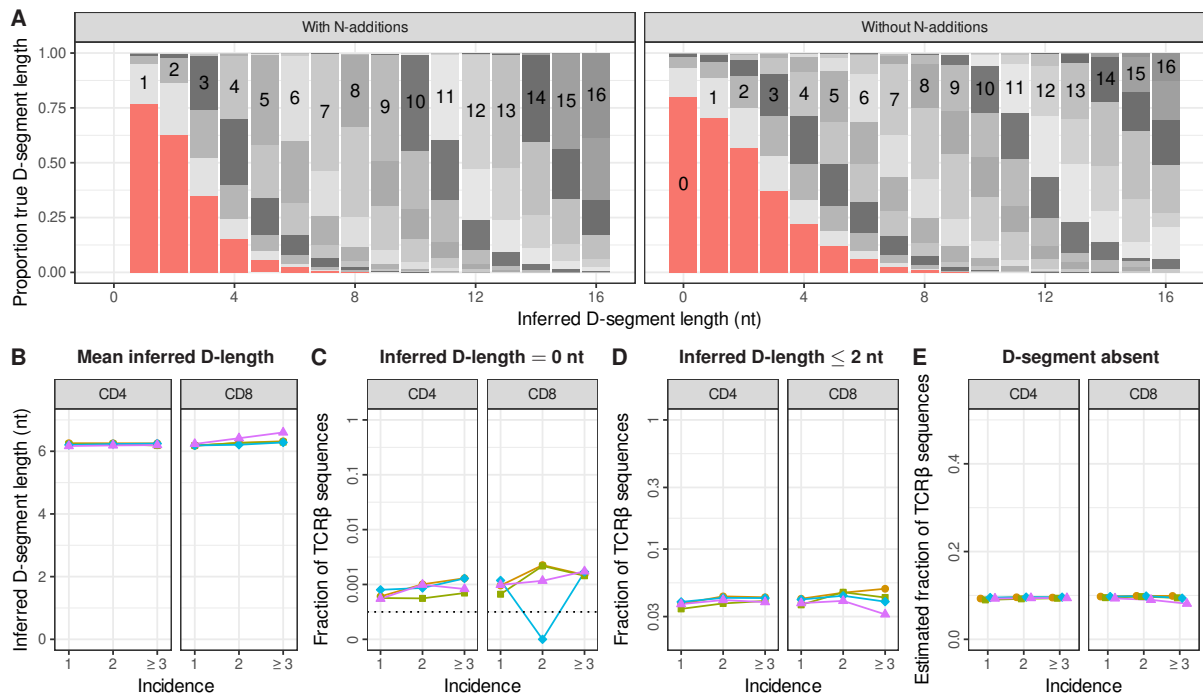 A
With N-additions
Without N-additions
Proportion true D-segment length
1.00
0.75
0.50
0.25
0.00
1 2 3 4 5 6 7 8 9 10 11 12 13 14 15 16
0 1 2 3 4 5 6 7 8 9 10 11 12 13 14 15 16
0 4 8 12 16
0 4 8 12 16
Inferred D-segment length (nt)
B Mean inferred D-length
CD4 CD8
Inferred D-segment length (nt)
6
4
2
0
1 2 ≥ 3
1 2 ≥ 3
Incidence
C Inferred D-length = 0 nt
CD4 CD8
Fraction of TCRβ sequences
1
0.1
0.01
0.001
0
1 2 ≥ 3
1 2 ≥ 3
Incidence
D Inferred D-length ≤ 2 nt
CD4 CD8
Fraction of TCRβ sequences
1
0.3
0.1
0.03
1 2 ≥ 3
1 2 ≥ 3
Incidence
E D-segment absent
CD4 CD8
Estimated fraction of TCRβ sequences
0.4
0.2
0.0
1 2 ≥ 3
1 2 ≥ 3
Incidence